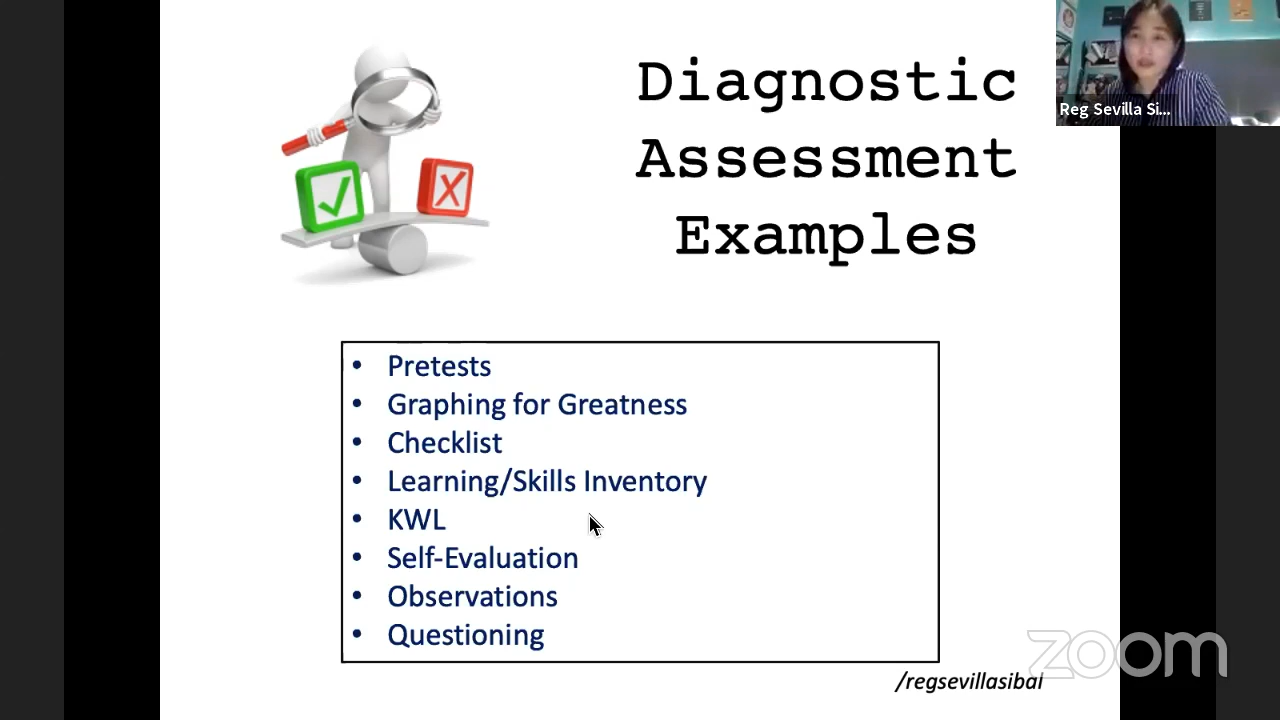 Diagnostic
Assessment
Examples
Reg Sevilla Si...
• Pretests
• Graphing for Greatness
• Checklist
• Learning/Skills Inventory
• KWL
• Self-Evaluation
• Observations
• Questioning
zoom
/regsevillasibal